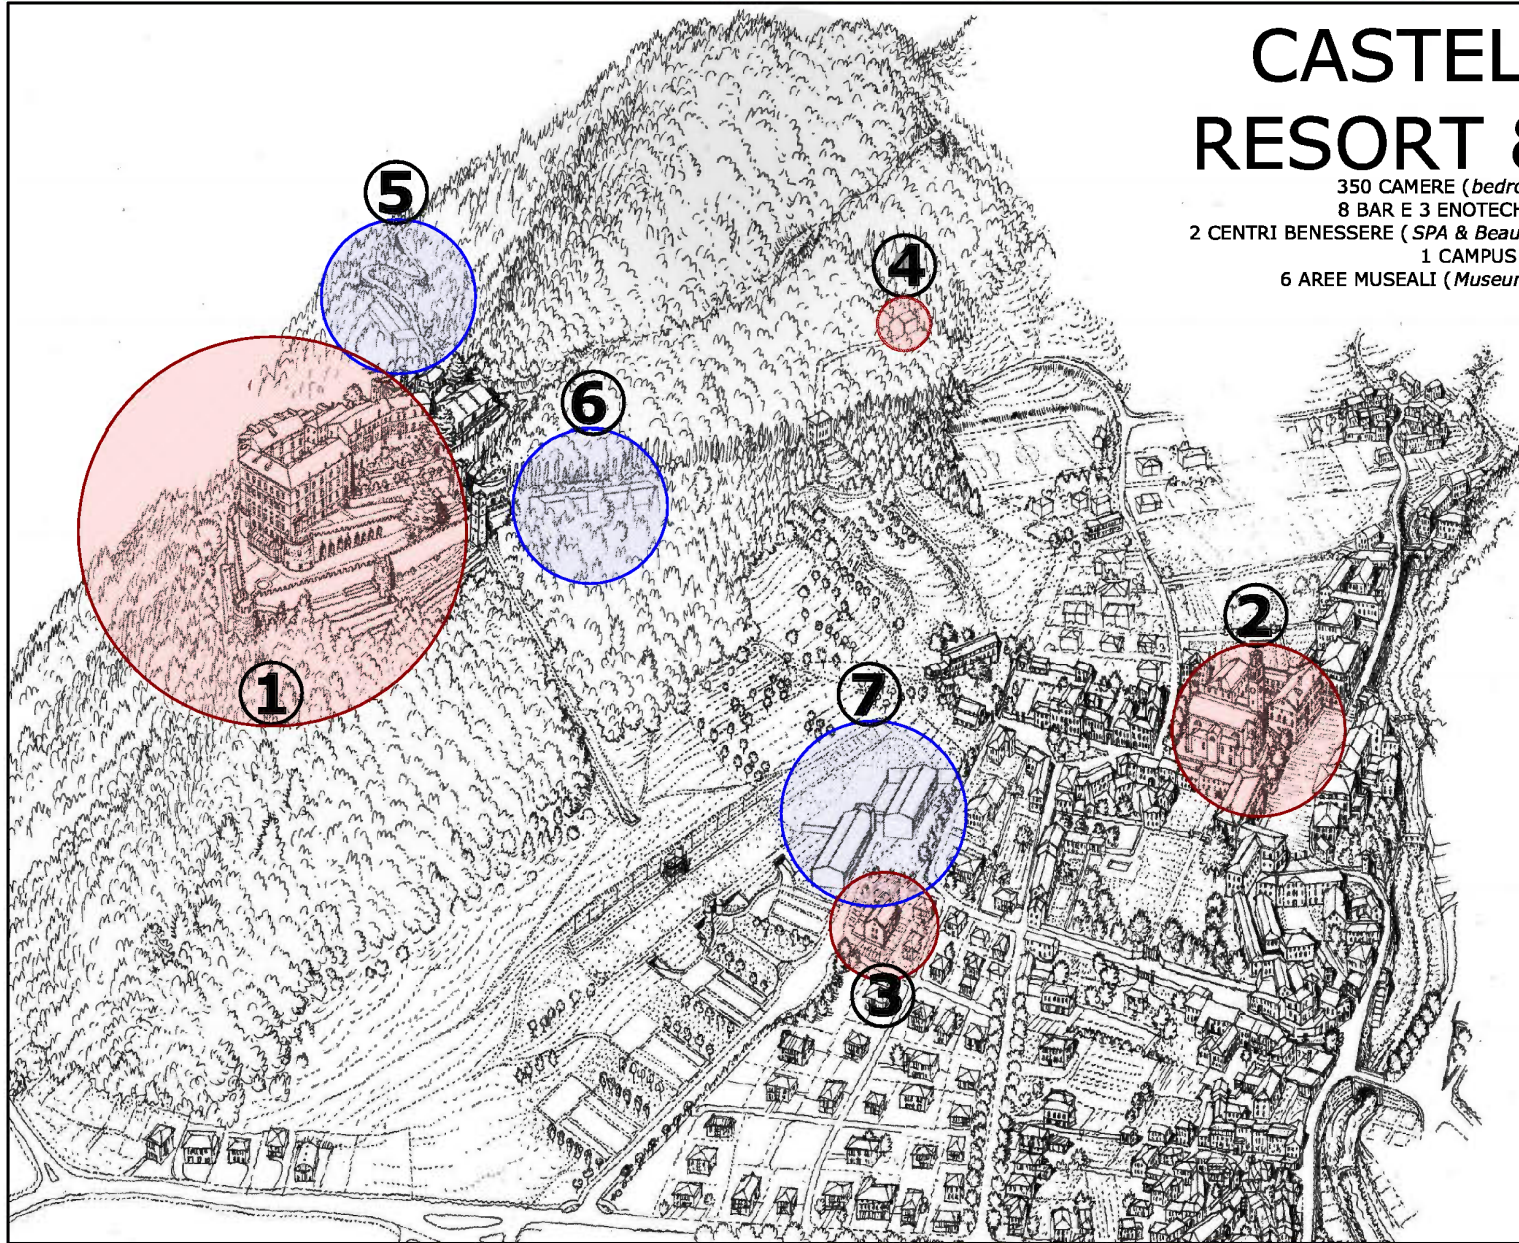 CASTEL
RESORT &
350 CAMERE (bedro
8 BAR E 3 ENOTECH
2 CENTRI BENESSERE ( SPA & Beau
1 CAMPUS
6 AREE MUSEALI ( Museum
5
4
6
2
1
7
3